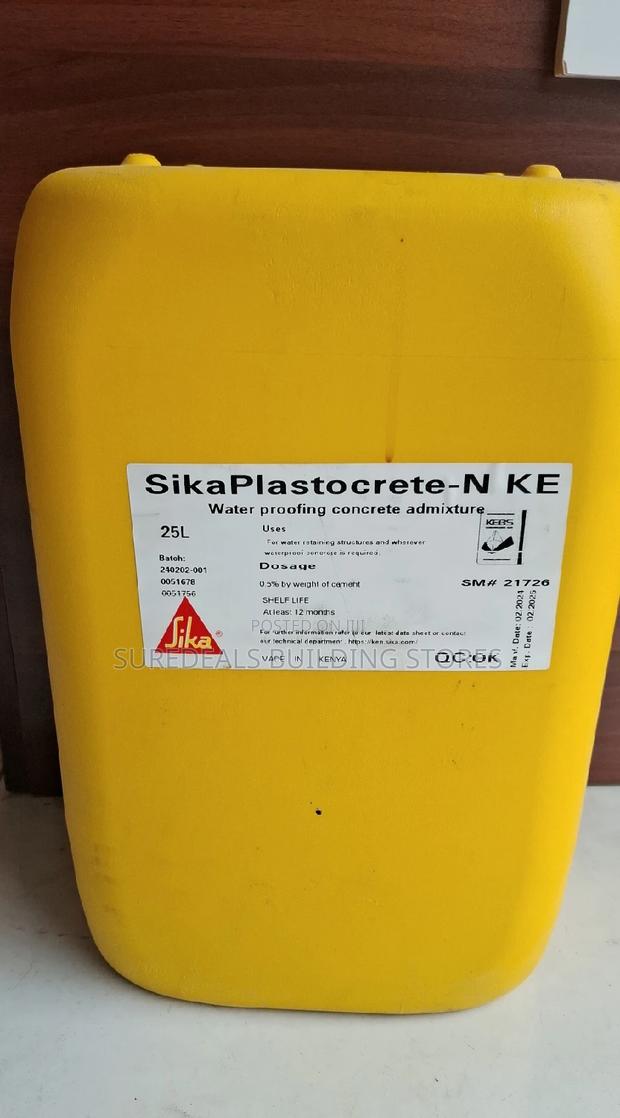 SikaPlastocrete-N KE
Water proofing concrete admixture
25L
Uses
For water retaining structures and wherever
waterproof concrete is required.
KEBS
Batch:
240202-001
0051678
0051756
Dosage
0.5% by weight of cement
SM# 21726
SHELF LIFE
At least 12 months
Sika
For further information refer to our latest data sheet or contact
our technical department. https://ken.sika.com/
IN KENYA
QC:OK
Manf. Date: 02.2024
Exp. Date : 02.2025
POSTED ON JIJI
SUREDEALS BUILDING STORES